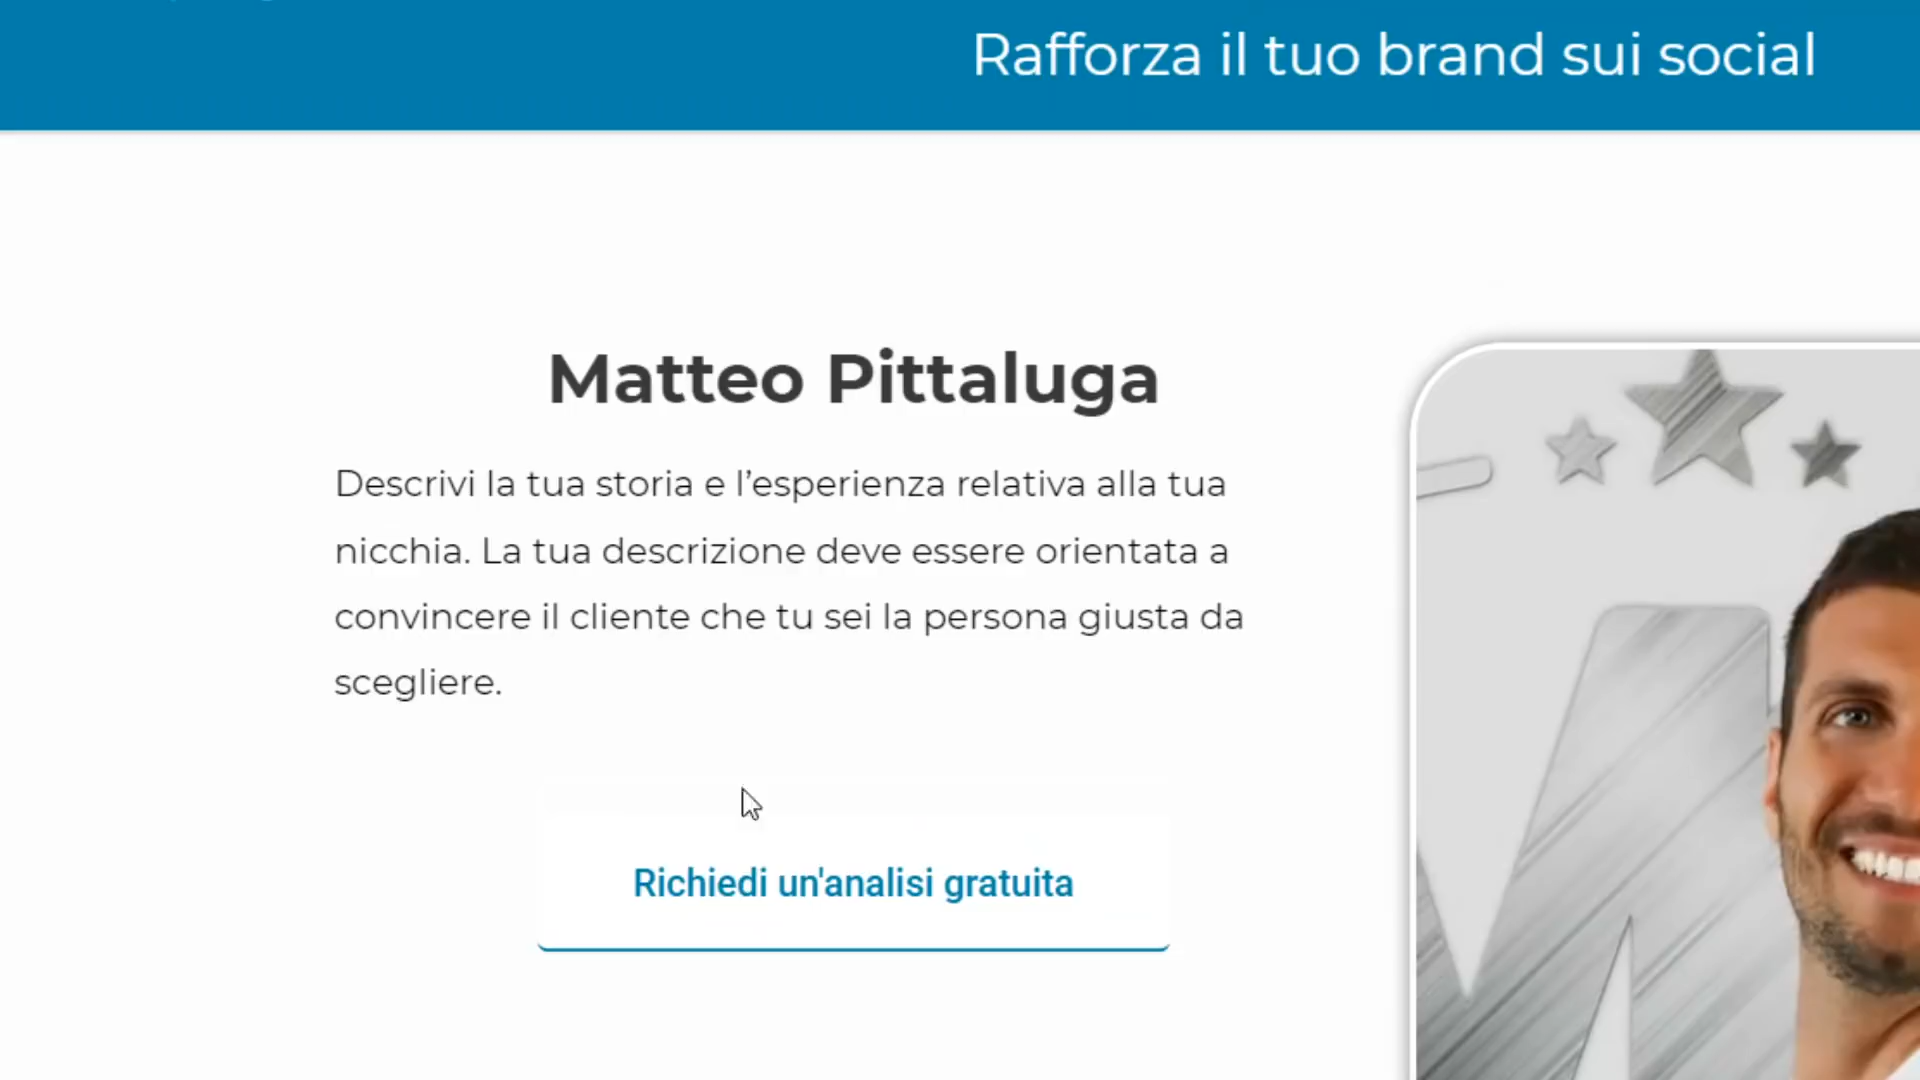 Rafforza il tuo brand sui social
Matteo Pittaluga
Descrivi la tua storia e l’esperienza relativa alla tua
nicchia. La tua descrizione deve essere orientata a
convincere il cliente che tu sei la persona giusta da
scegliere.
Richiedi un'analisi gratuita